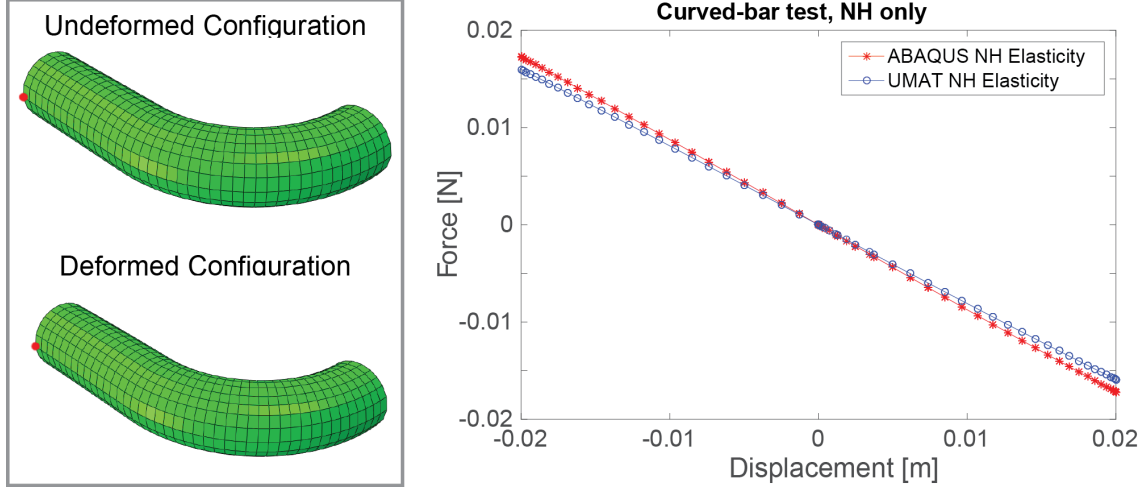 Undeformed Configuration
Deformed Configuration
Curved-bar test, NH only
ABAQUS NH Elasticity
UMAT NH Elasticity
Force [N]
0.02
0.01
0
-0.01
-0.02
-0.02 -0.01 0 0.01 0.02
Displacement [m]